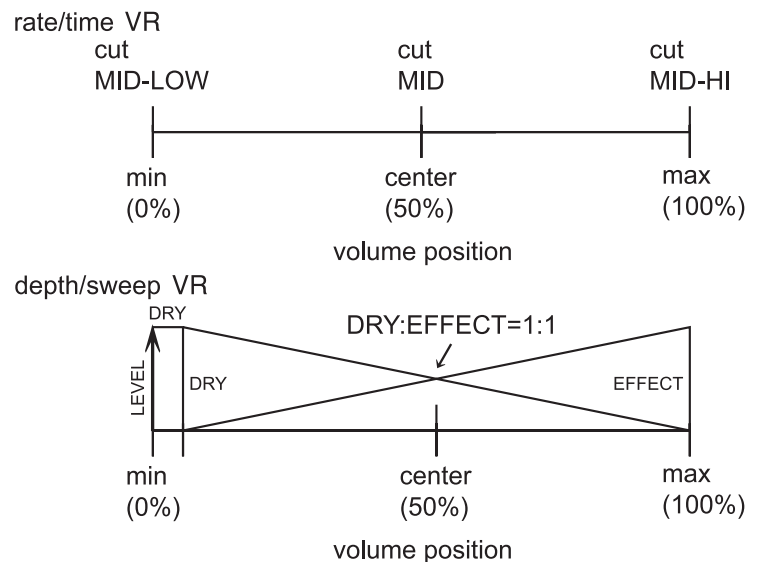 rate/time VR
cut cut cut
MID-LOW MID MID-HI
min center max
(0%) (50%) (100%)
volume position
depth/sweep VR
DRY
DRY:EFFECT=1:1
LEVEL
DRY
EFFECT
min center max
(0%) (50%) (100%)
volume position